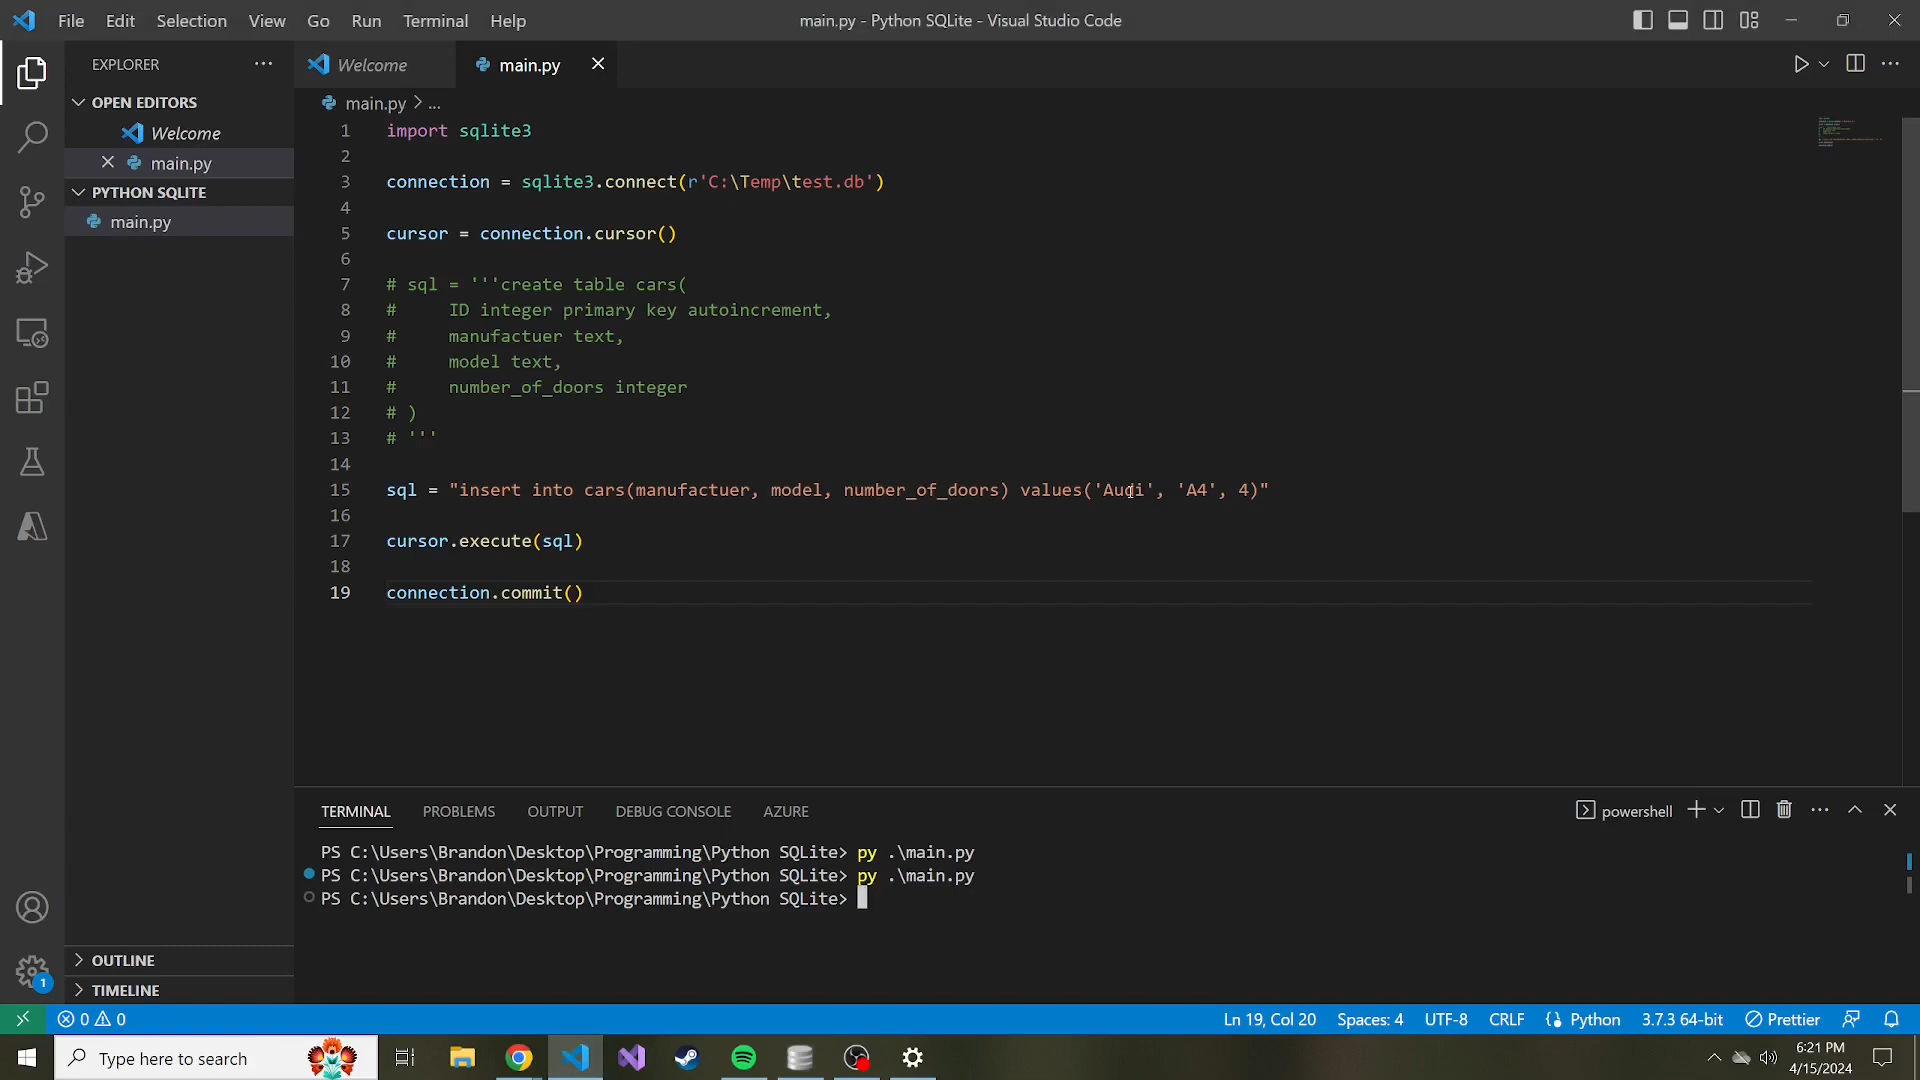 File Edit Selection View Go Run Terminal Help
main.py - Python SQLite - Visual Studio Code
EXPLORER
OPEN EDITORS
Welcome
main.py
PYTHON SQLITE
main.py
OUTLINE
TIMELINE
Welcome main.py
main.py > ...
1 import sqlite3
2
3 connection = sqlite3.connect(r'C:\Temp\test.db')
4
5 cursor = connection.cursor()
6
7 # sql = '''create table cars(
8 #     ID integer primary key autoincrement,
9 #     manufactuer text,
10 #     model text,
11 #     number_of_doors integer
12 # )
13 # '''
14
15 sql = "insert into cars(manufactuer, model, number_of_doors) values('Audi', 'A4', 4)"
16
17 cursor.execute(sql)
18
19 connection.commit()
TERMINAL PROBLEMS OUTPUT DEBUG CONSOLE AZURE
powershell
PS C:\Users\Brandon\Desktop\Programming\Python SQLite> py .\main.py
PS C:\Users\Brandon\Desktop\Programming\Python SQLite> py .\main.py
PS C:\Users\Brandon\Desktop\Programming\Python SQLite>
1
0 0
Ln 19, Col 20 Spaces: 4 UTF-8 CRLF Python 3.7.3 64-bit Prettier
Type here to search
6:21 PM
4/15/2024